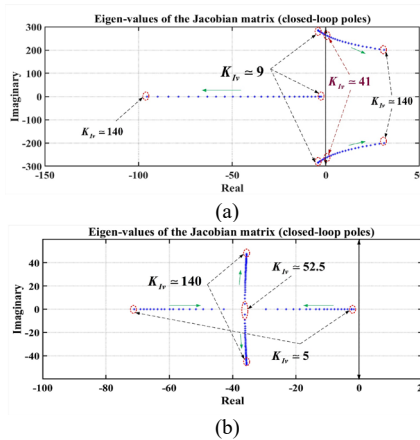 Eigen-values of the Jacobian matrix (closed-loop poles)
Imaginary
300
200
100
0
-100
-200
-300
K_Iv ≃ 9
K_Iv ≃ 41
K_Iv ≃ 140
K_Iv ≃ 140
-150
-100
-50
0
5
Real
(a)
Eigen-values of the Jacobian matrix (closed-loop poles)
Imaginary
40
20
0
-20
-40
K_Iv ≃ 140
K_Iv ≃ 52.5
K_Iv ≃ 5
-100
-80
-60
-40
-20
0
2
Real
(b)